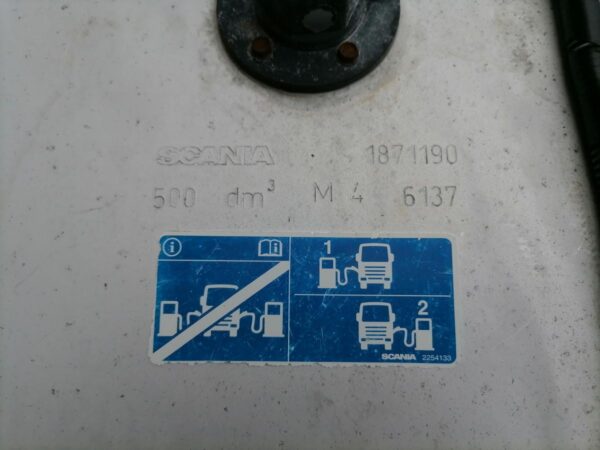 SCANIA 1871190
500 dm³ M 4 6137
i i
1
2
SCANIA 2254133